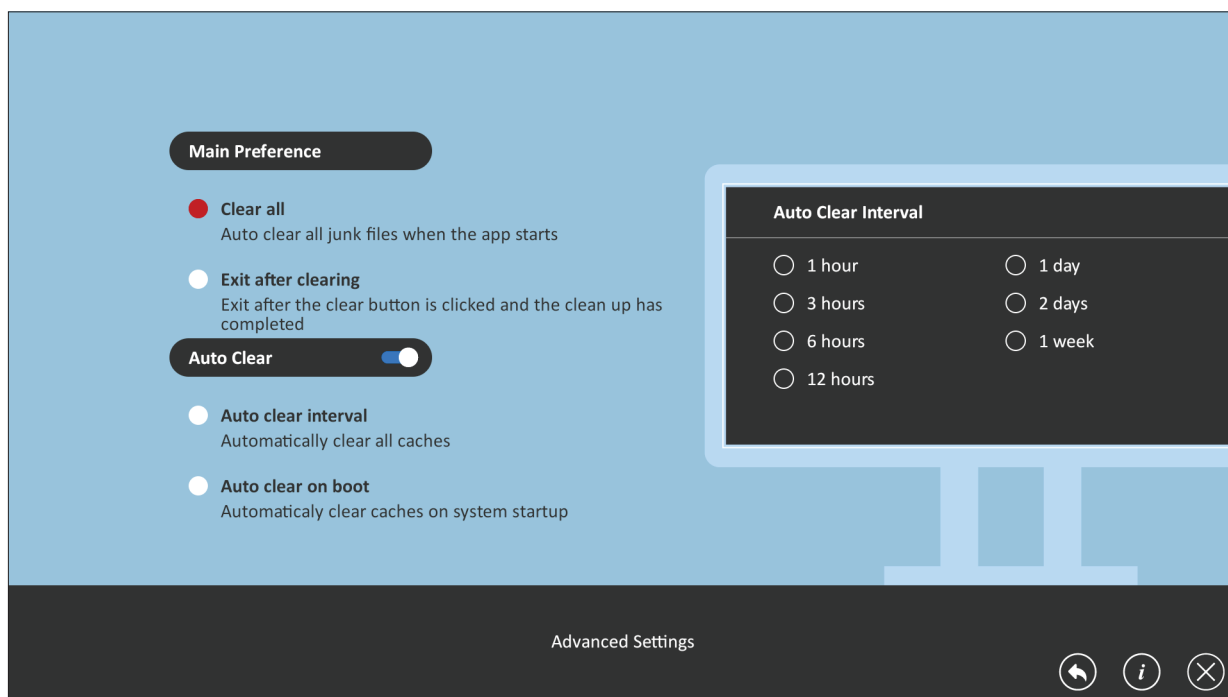 Main Preference
Clear all
Auto clear all junk files when the app starts
Exit after clearing
Exit after the clear button is clicked and the clean up has
completed
Auto Clear
Auto clear interval
Automatically clear all caches
Auto clear on boot
Automaticaly clear caches on system startup
Auto Clear Interval
1 hour
1 day
3 hours
2 days
6 hours
1 week
12 hours
Advanced Settings
i